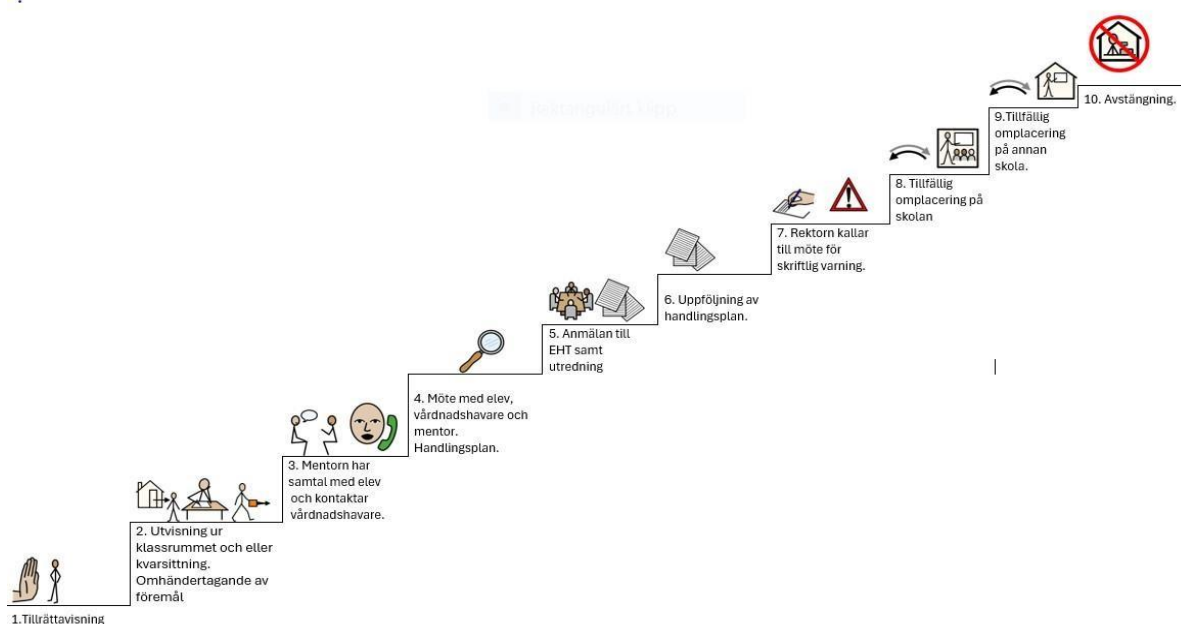 1.Tillrättavisning
2. Utvisning ur
klassrummet och eller
kvarsittning.
Omhändertagande av
föremål
3. Mentorn har
samtal med elev
och kontaktar
vårdnadshavare.
4. Möte med elev,
vårdnadshavare och
mentor.
Handlingsplan.
5. Anmälan till
EHT samt
utredning
6. Uppföljning av
handlingsplan.
7. Rektorn kallar
till möte för
skriftlig varning.
8. Tillfällig
omplacering på
skolan
9.Tillfällig
omplacering
på annan
skola.
10. Avstängning.